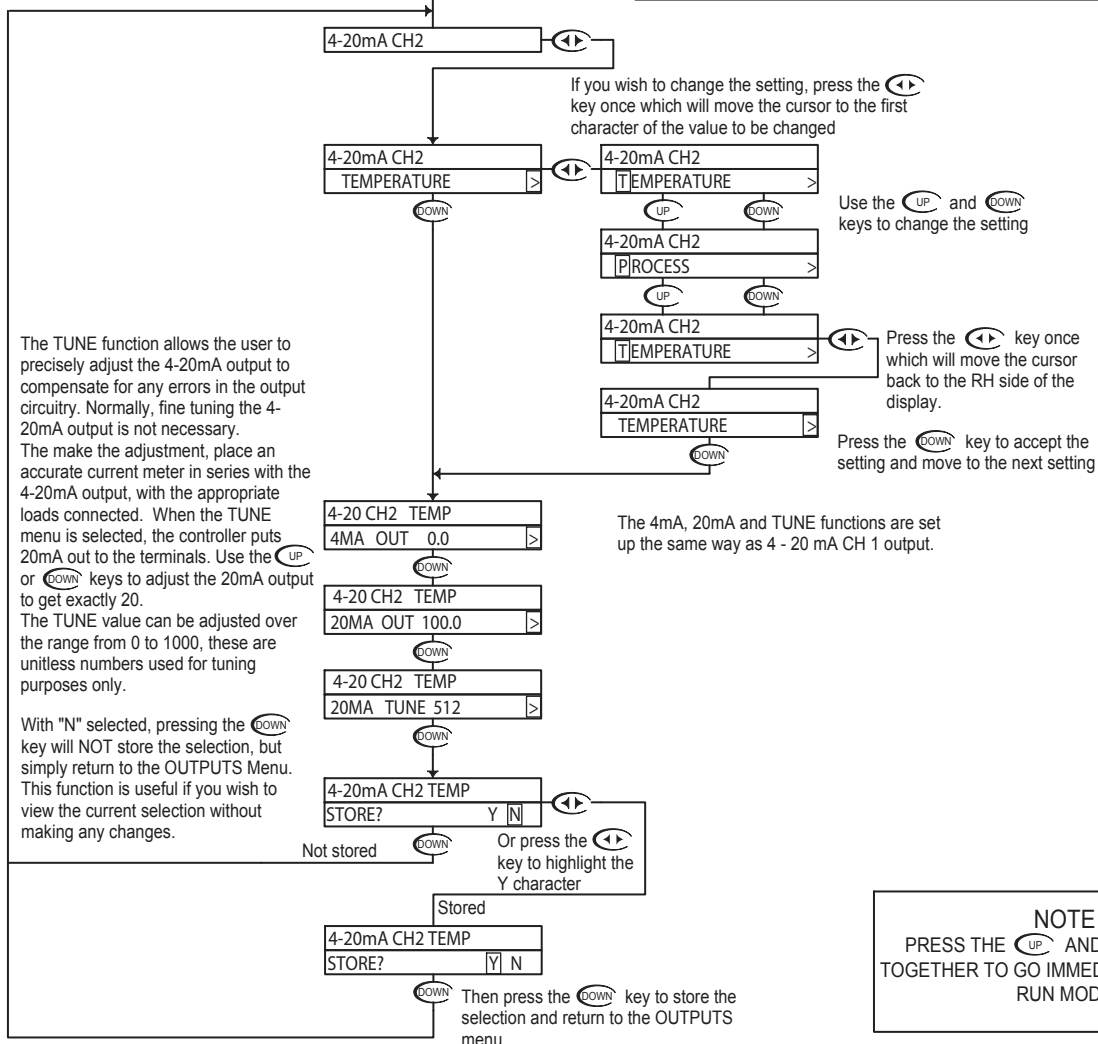 4-20mA CH2
If you wish to change the setting, press the
key once which will move the cursor to the first
character of the value to be changed
4-20mA CH2
TEMPERATURE >
DOWN
4-20mA CH2
TEMPERATURE >
UP DOWN
Use the UP and DOWN
keys to change the setting
4-20mA CH2
PROCESS >
UP DOWN
4-20mA CH2
TEMPERATURE >
Press the key once
which will move the cursor
back to the RH side of the
display.
4-20mA CH2
TEMPERATURE >
DOWN
Press the DOWN key to accept the
setting and move to the next setting
The TUNE function allows the user to
precisely adjust the 4-20mA output to
compensate for any errors in the output
circuitry. Normally, fine tuning the 4-
20mA output is not necessary.
The make the adjustment, place an
accurate current meter in series with the
4-20mA output, with the appropriate
loads connected. When the TUNE
menu is selected, the controller puts
20mA out to the terminals. Use the UP
or DOWN keys to adjust the 20mA output
to get exactly 20.
The TUNE value can be adjusted over
the range from 0 to 1000, these are
unitless numbers used for tuning
purposes only.
With "N" selected, pressing the DOWN
key will NOT store the selection, but
simply return to the OUTPUTS Menu.
This function is useful if you wish to
view the current selection without
making any changes.
4-20 CH2 TEMP
4MA OUT 0.0 >
DOWN
The 4mA, 20mA and TUNE functions are set
up the same way as 4 - 20 mA CH 1 output.
4-20 CH2 TEMP
20MA OUT 100.0 >
DOWN
4-20 CH2 TEMP
20MA TUNE 512 >
DOWN
4-20mA CH2 TEMP
STORE? Y N
Not stored
DOWN
Or press the
key to highlight the
Y character
Stored
4-20mA CH2 TEMP
STORE? Y N
DOWN
Then press the DOWN key to store the
selection and return to the OUTPUTS
menu
NOTE
PRESS THE UP AND
TOGETHER TO GO IMMED
RUN MOD